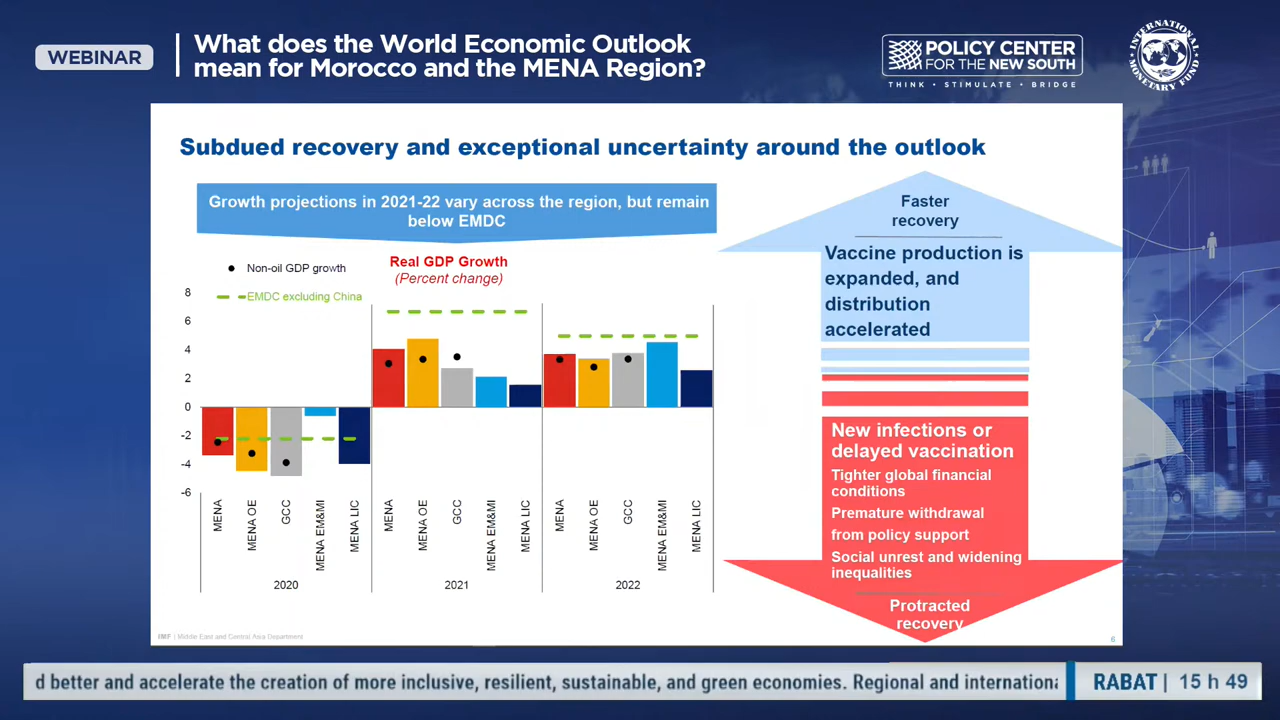 WEBINAR
What does the World Economic Outlook
mean for Morocco and the MENA Region?
POLICY CENTER
FOR THE NEW SOUTH
THINK • STIMULATE • BRIDGE
INTERNATIONAL
MONETARY FUND
Subdued recovery and exceptional uncertainty around the outlook
Growth projections in 2021-22 vary across the region, but remain
below EMDC
Real GDP Growth
(Percent change)
Non-oil GDP growth
EMDC excluding China
8
6
4
2
0
-2
-4
-6
MENA
MENA OE
GCC
MENA EM&MI
MENA LIC
MENA
MENA OE
GCC
MENA EM&MI
MENA LIC
MENA
MENA OE
GCC
MENA EM&MI
MENA LIC
2020
2021
2022
Faster
recovery
Vaccine production is
expanded, and
distribution
accelerated
New infections or
delayed vaccination
Tighter global financial
conditions
Premature withdrawal
from policy support
Social unrest and widening
inequalities
Protracted
recovery
IMF | Middle East and Central Asia Department
6
d better and accelerate the creation of more inclusive, resilient, sustainable, and green economies. Regional and internationa
RABAT | 15 h 49